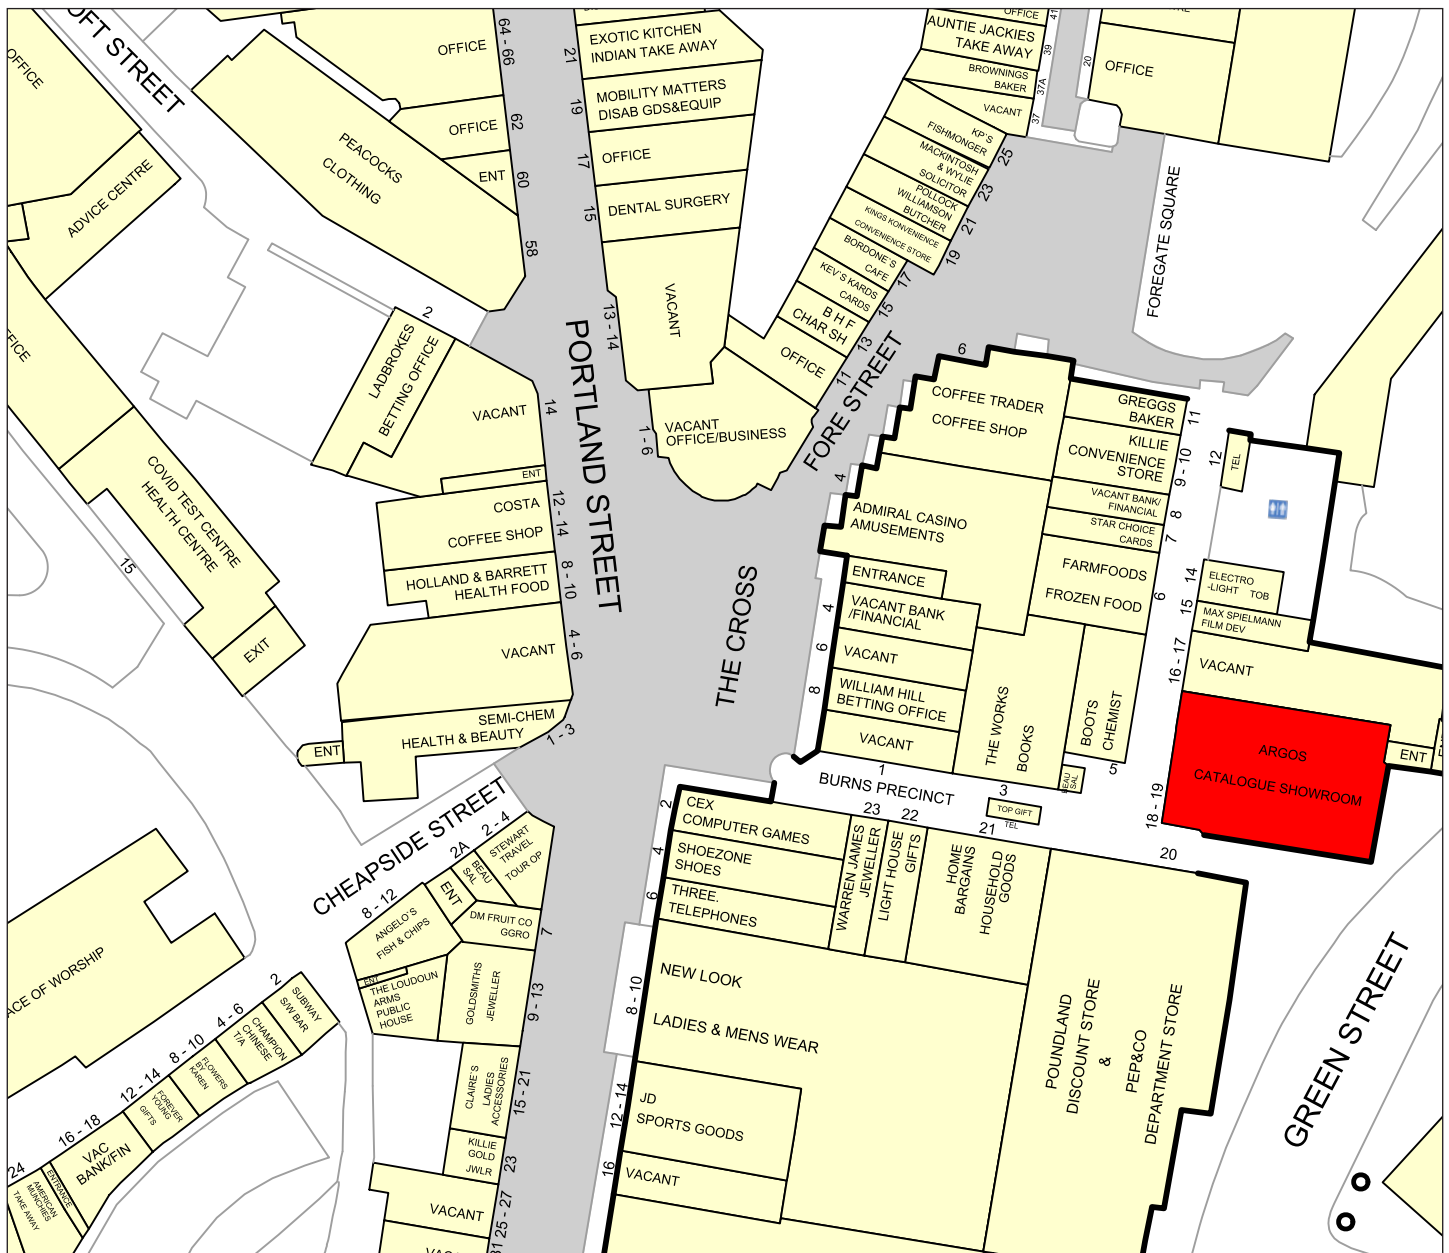 OFT STREET
OFFICE
ADVICE CENTRE
PEACOCKS
CLOTHING
OFFICE
64 - 66
OFFICE
62
ENT
60
58
21
EXOTIC KITCHEN
INDIAN TAKE AWAY
19
MOBILITY MATTERS
DISAB GDS&EQUIP
17
OFFICE
15
DENTAL SURGERY
VACANT
13 - 14
1 - 6
VACANT
OFFICE/BUSINESS
OFFICE
41
AUNTIE JACKIES
TAKE AWAY
39
BROWNINGS
BAKER
37A
VACANT
37
20
OFFICE
KP'S
FISHMONGER
25
MACKINTOSH
& WYLIE
SOLICITOR
23
POLLOCK
WILLIAMSON
BUTCHER
21
KINGS KONVENIENCE
CONVENIENCE STORE
19
BORDONE'S
CAFE
17
KEV'S KARDS
CARDS
15
B H F
CHAR SH
13
OFFICE
11
FORE STREET
FOREGATE SQUARE
2
LADBROKES
BETTING OFFICE
VACANT
14
ENT
COSTA
COFFEE SHOP
12 - 14
HOLLAND & BARRETT
HEALTH FOOD
8 - 10
VACANT
4 - 6
SEMI-CHEM
HEALTH & BEAUTY
1 - 3
ENT
PORTLAND STREET
THE CROSS
FICE
COVID TEST CENTRE
HEALTH CENTRE
15
EXIT
6
COFFEE TRADER
COFFEE SHOP
4
ADMIRAL CASINO
AMUSEMENTS
ENTRANCE
4
VACANT BANK
/FINANCIAL
6
VACANT
8
WILLIAM HILL
BETTING OFFICE
VACANT
1
THE WORKS
BOOKS
3
BOOTS
CHEMIST
5
BEAU
SAL
GREGGS
BAKER
11
KILLIE
CONVENIENCE
STORE
9 - 10
VACANT BANK/
FINANCIAL
8
STAR CHOICE
CARDS
7
FARMFOODS
FROZEN FOOD
6
12
TEL
14
ELECTRO
-LIGHT TOB
15
MAX SPIELMANN
FILM DEV
16 - 17
VACANT
ARGOS
CATALOGUE SHOWROOM
18 - 19
ENT
BURNS PRECINCT
TOP GIFT
TEL
20
2
CEX
COMPUTER GAMES
4
SHOEZONE
SHOES
6
THREE.
TELEPHONES
23
WARREN JAMES
JEWELLER
22
LIGHT HOUSE
GIFTS
21
HOME
BARGAINS
HOUSEHOLD
GOODS
8 - 10
NEW LOOK
LADIES & MENS WEAR
12 - 14
JD
SPORTS GOODS
16
VACANT
POUNDLAND
DISCOUNT STORE
&
PEP&CO
DEPARTMENT STORE
GREEN STREET
CHEAPSIDE STREET
2 - 4
STEWART
TRAVEL
TOUR OP
2A
BEAU
SAL
ENT
8 - 12
ANGELO'S
FISH & CHIPS
ENT
THE LOUDOUN
ARMS
PUBLIC
HOUSE
DM FRUIT CO
GGRO
7
GOLDSMITHS
JEWELLER
9 - 13
CLAIRE'S
LADIES
ACCESSORIES
15 - 21
KILLIE
GOLD
JWLR
23
VACANT
25 - 27
31
ACE OF WORSHIP
2
SUBWAY
S/W BAR
4 - 6
CHAMPION
CHINESE
T/A
8 - 10
FLOWERS
BY
KAREN
12 - 14
FOREVER
YOUNG
GIFTS
16 - 18
VAC
BANK/FIN
ENTRANCE
24
AMERICAN
MUNCHIES
TAKE AWAY